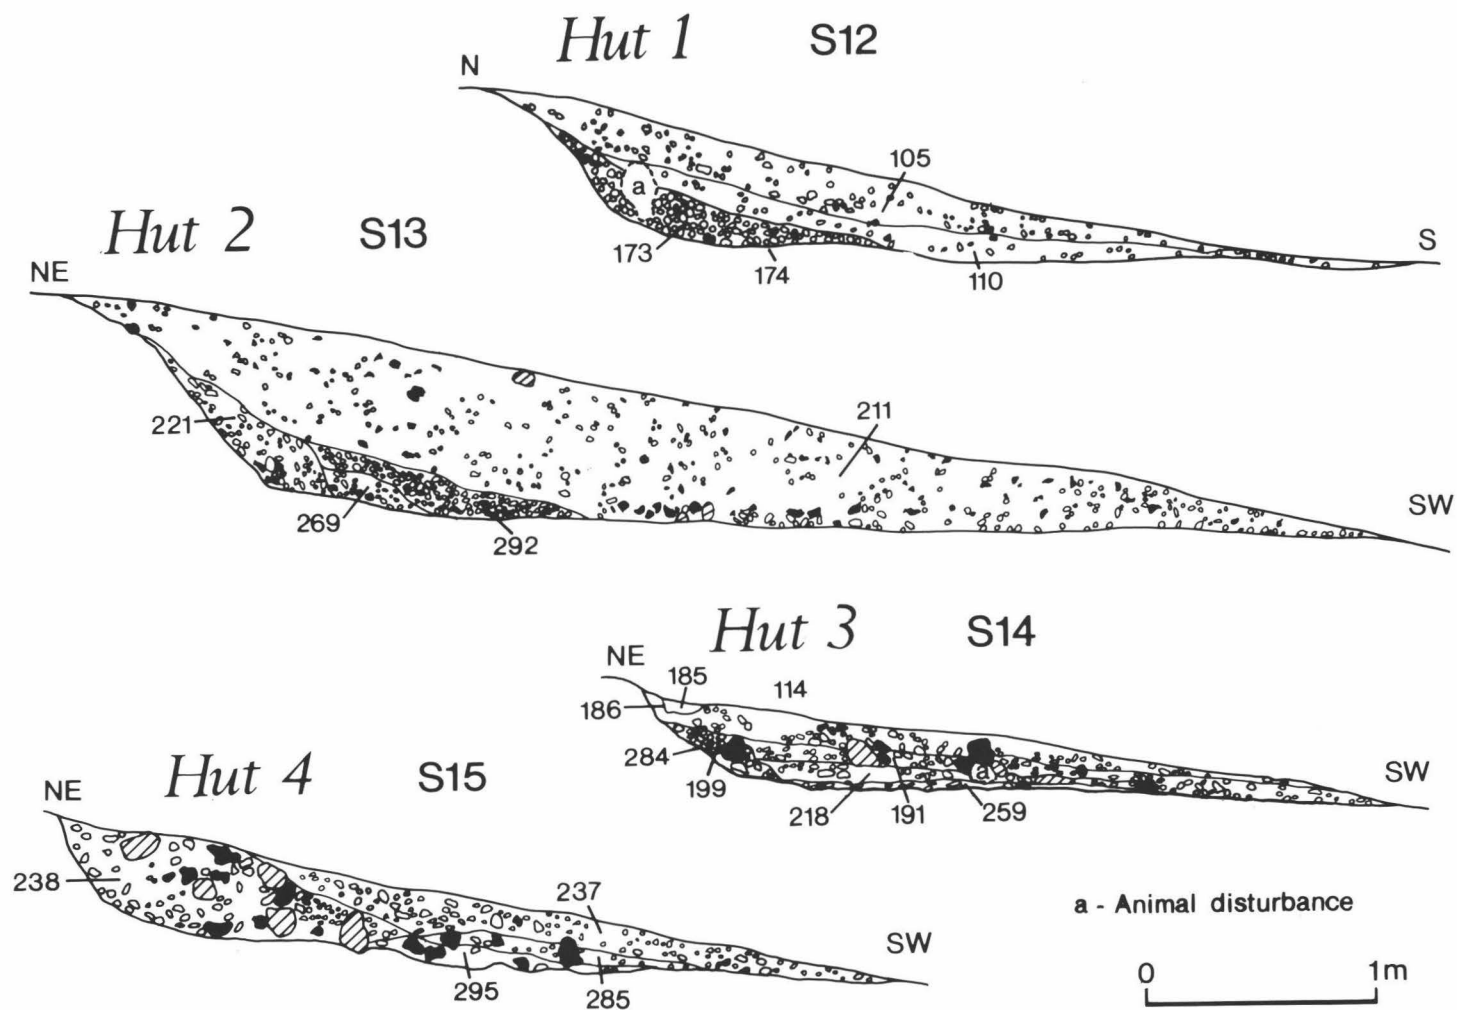 Hut 1 S12
N
105
a
173
174
110
S
Hut 2 S13
NE
221
211
269
292
SW
Hut 3 S14
NE
185
114
186
284
199
a
218
191
259
SW
Hut 4 S15
NE
238
237
295
285
SW
a - Animal disturbance
0 1m